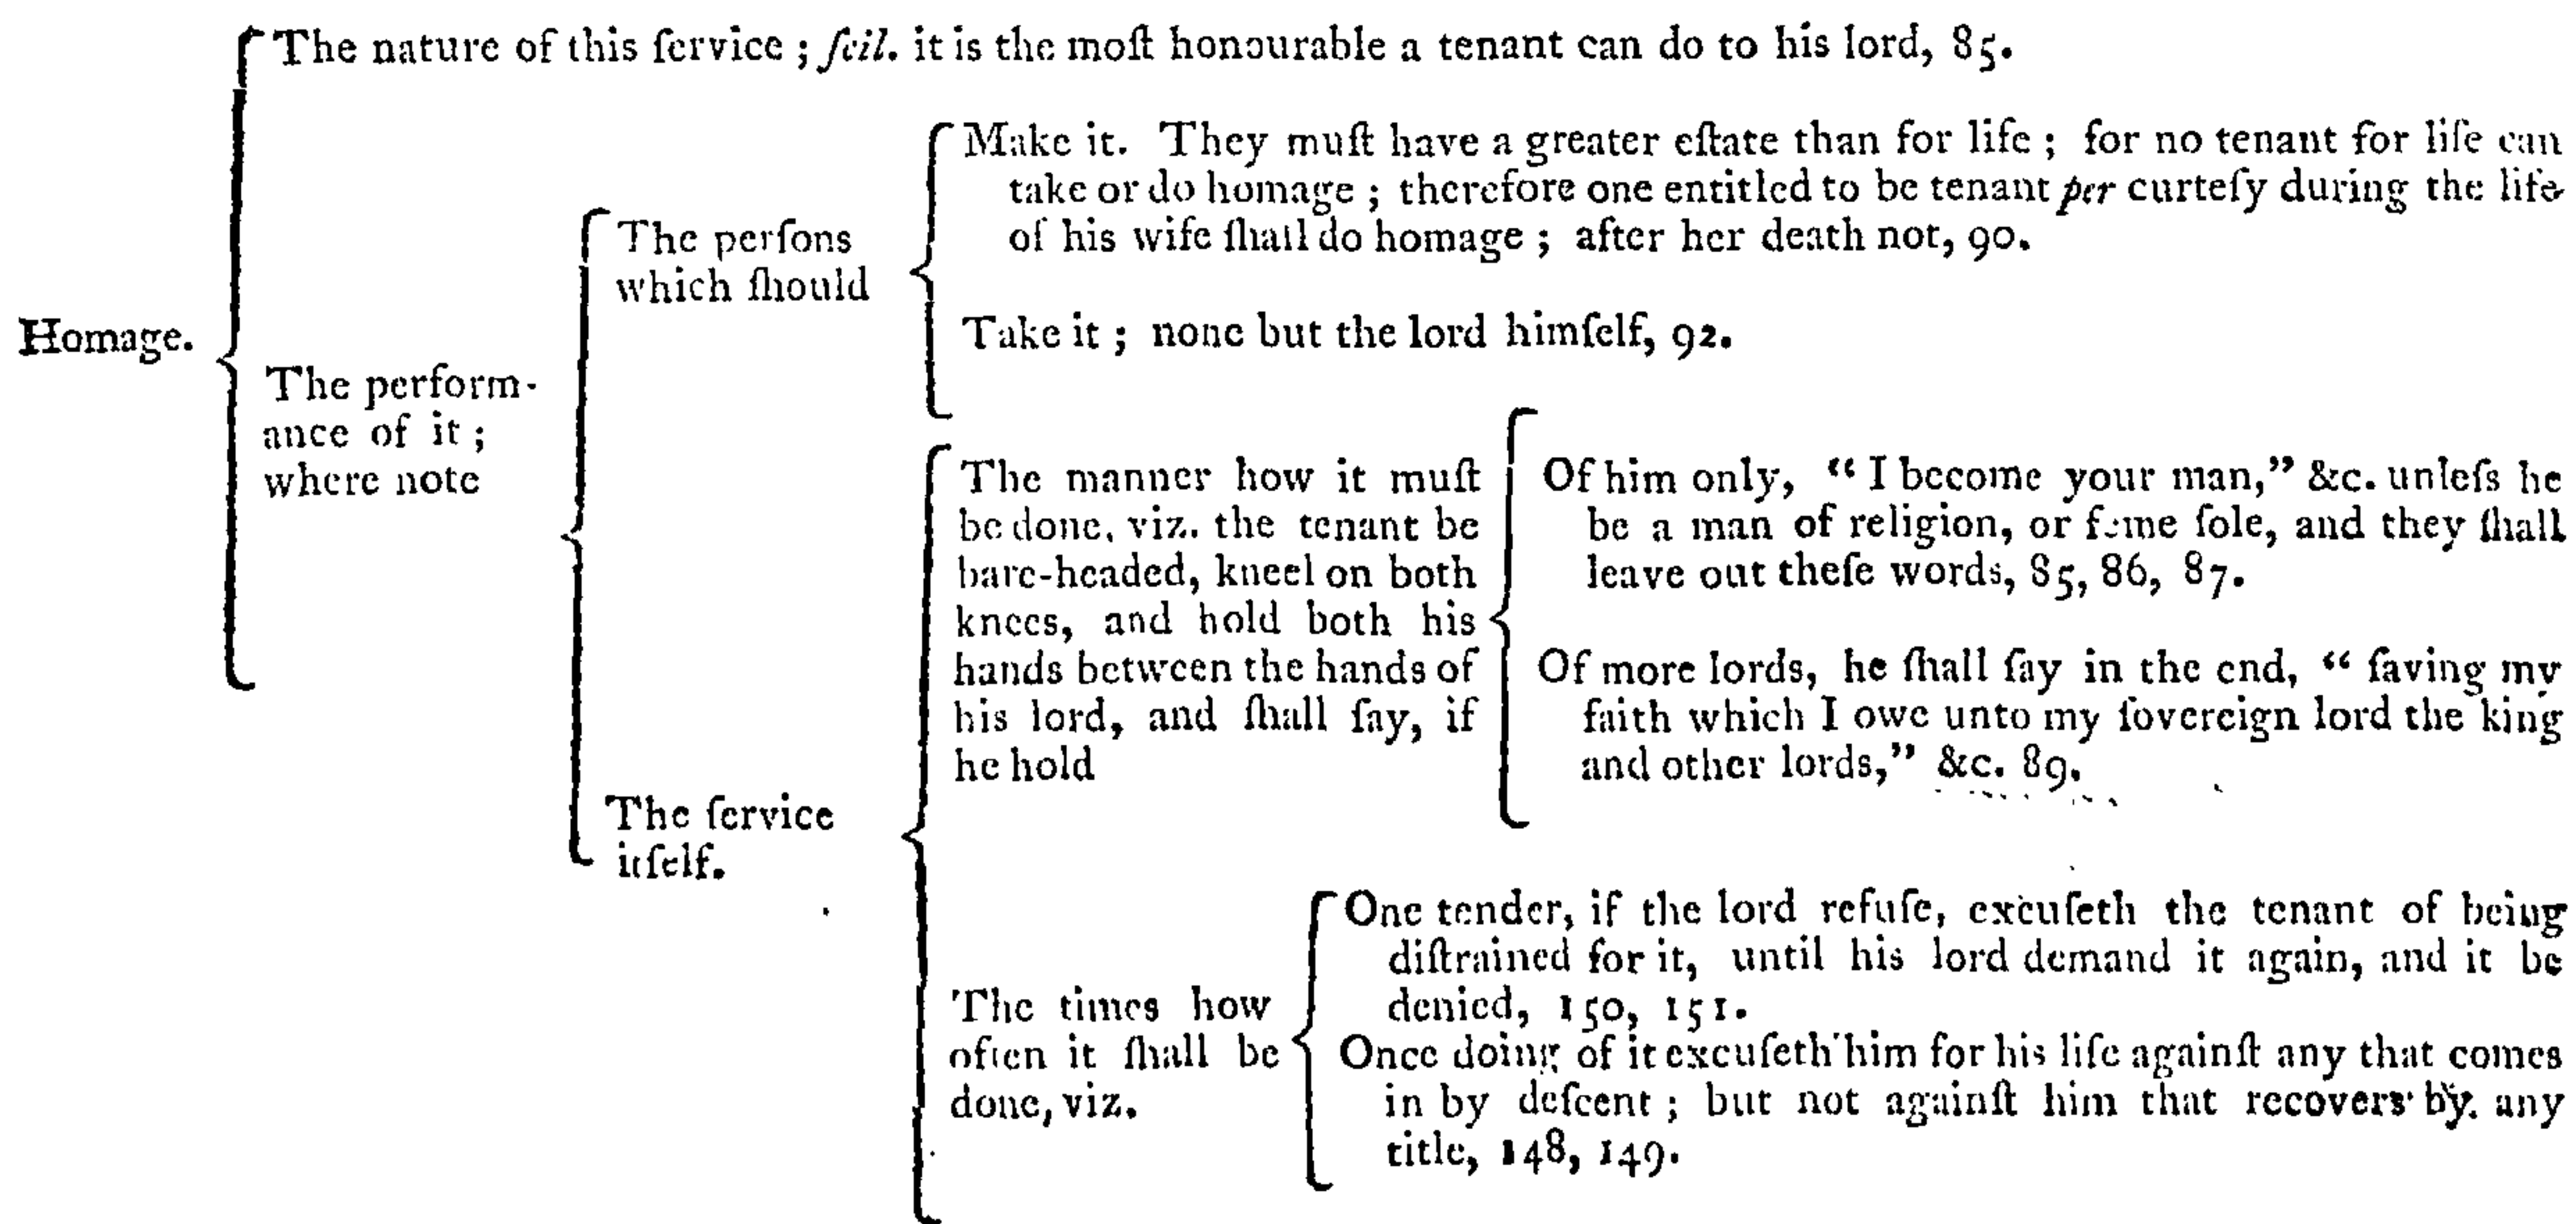 Homage.
The nature of this ſervice ; ſcil. it is the moſt honourable a tenant can do to his lord, 85.
The perform-
ance of it ;
where note
The perſons
which ſhould
Make it. They muſt have a greater eſtate than for life ; for no tenant for life can
take or do homage ; therefore one entitled to be tenant per curteſy during the life
of his wife ſhall do homage ; after her death not, 90.
Take it ; none but the lord himſelf, 92.
The ſervice
itſelf.
The manner how it muſt
be done, viz. the tenant be
bare-headed, kneel on both
knees, and hold both his
hands between the hands of
his lord, and ſhall ſay, if
he hold
Of him only, “ I become your man,” &c. unleſs he
be a man of religion, or feme ſole, and they ſhall
leave out theſe words, 85, 86, 87.
Of more lords, he ſhall ſay in the end, “ ſaving my
faith which I owe unto my ſovereign lord the king
and other lords,” &c. 89.
The times how
often it ſhall be
done, viz.
One tender, if the lord refuſe, excuſeth the tenant of being
diſtrained for it, until his lord demand it again, and it be
denied, 150, 151.
Once doing of it excuſeth him for his life againſt any that comes
in by deſcent ; but not againſt him that recovers by any
title, 148, 149.